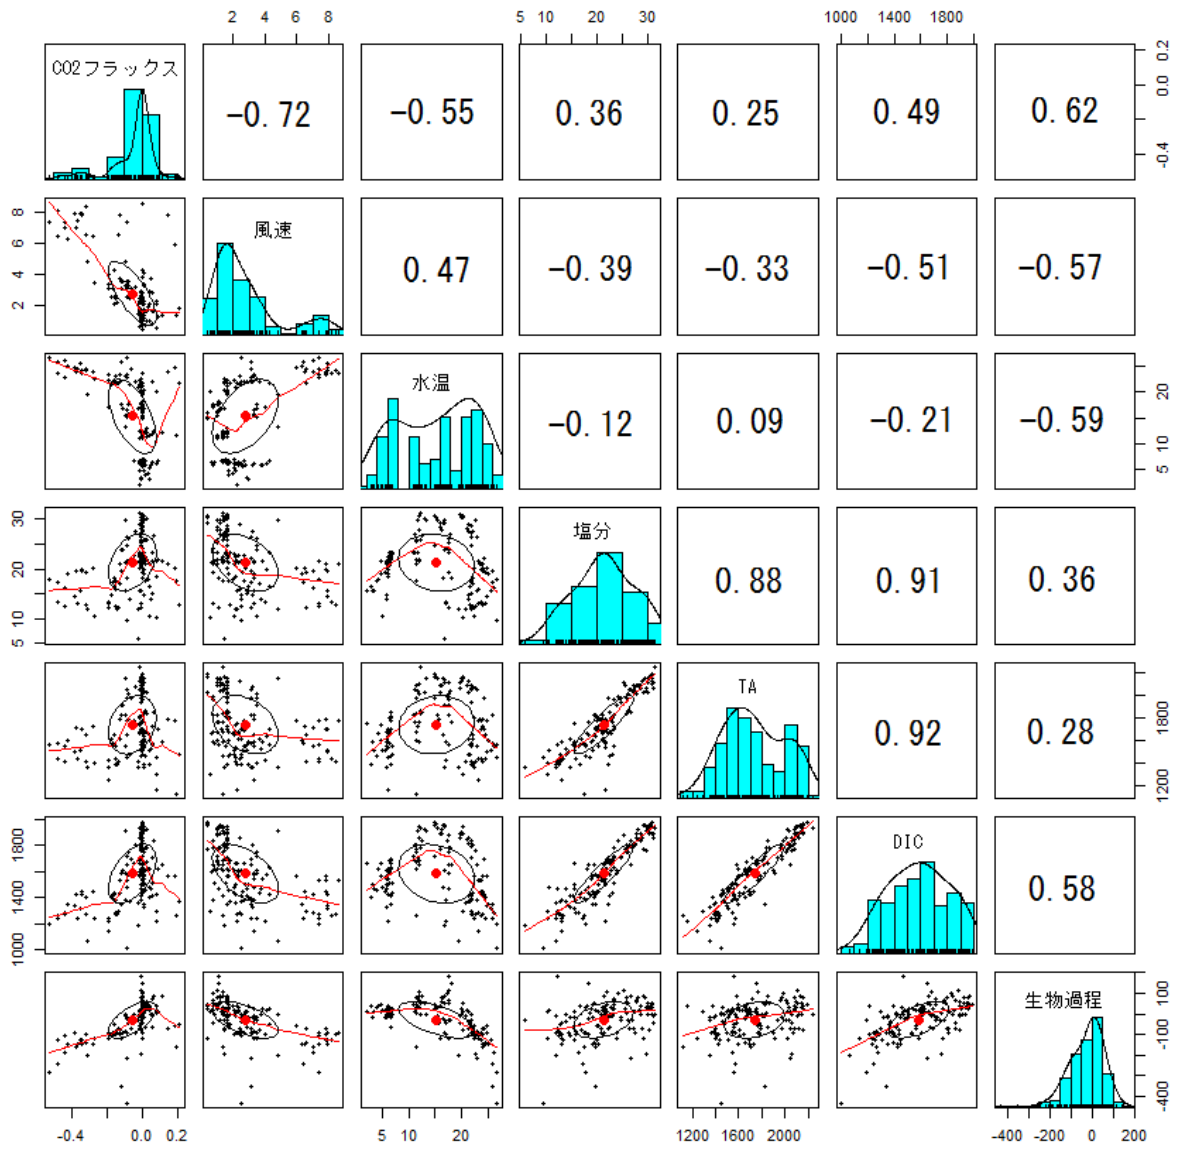 2 4 6 8 5 10 20 30 1000 1400 1800
CO2フラックス -0.72 -0.55 0.36 0.25 0.49 0.62 0.2 0.0 -0.4
8 6 4 2 風速 0.47 -0.39 -0.33 -0.51 -0.57
水温 -0.12 0.09 -0.21 -0.59 20 10 5
30 20 10 5 塩分 0.88 0.91 0.36
TA 0.92 0.28 1800 1200
1800 1400 1000 DIC 0.58
生物過程 100 -100 -400
-0.4 0.0 0.2 5 10 20 1200 1600 2000 -400 -200 0 200